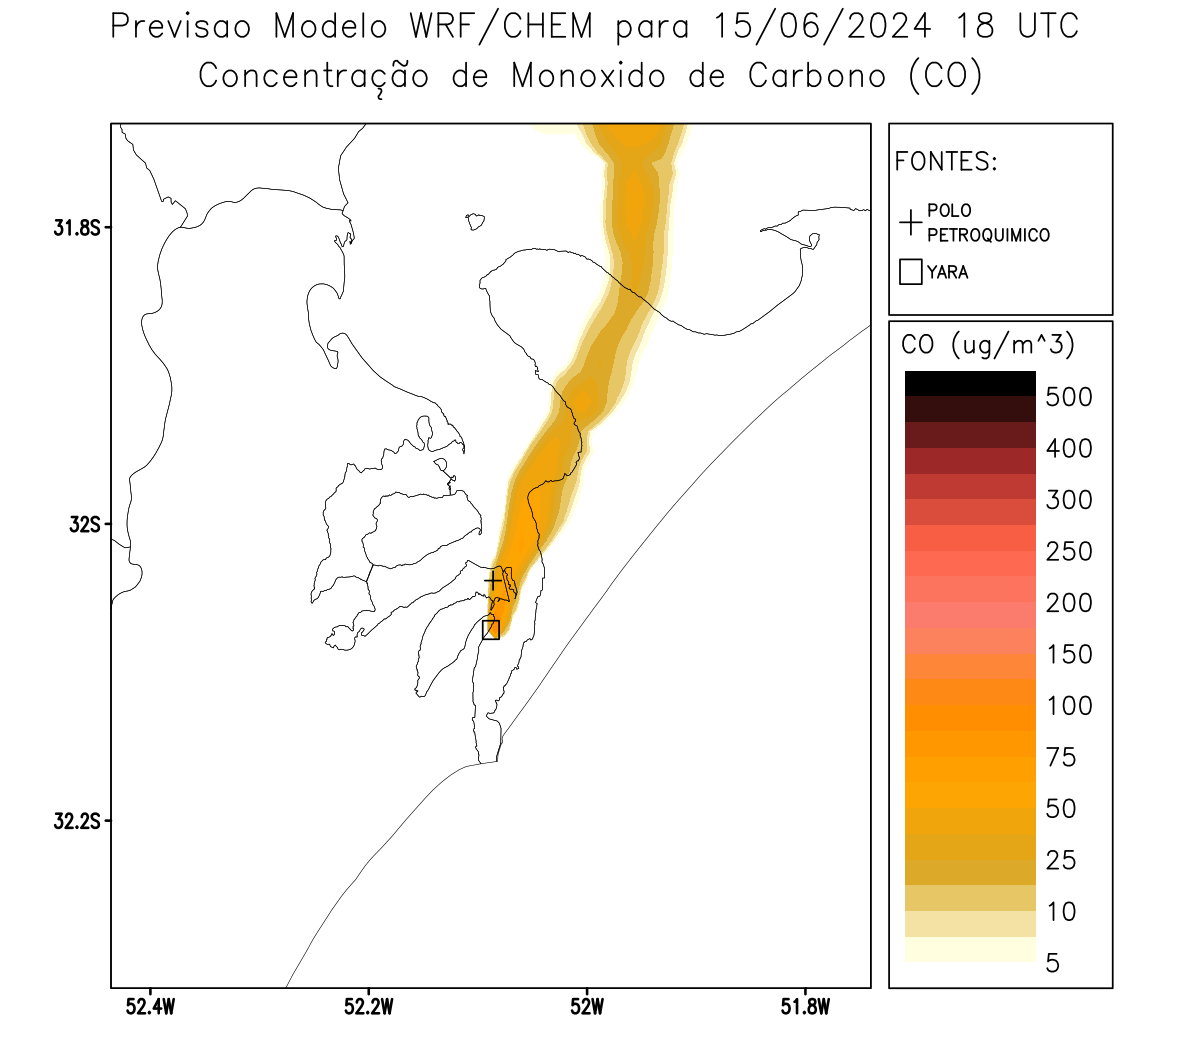 Previsao Modelo WRF/CHEM para 15/06/2024 18 UTC
Concentração de Monoxido de Carbono (CO)
FONTES:
POLO
PETROQUIMICO
YARA
CO (ug/m^3)
500
400
300
250
200
150
100
75
50
25
10
5
31.8S
32S
32.2S
52.4W
52.2W
52W
51.8W